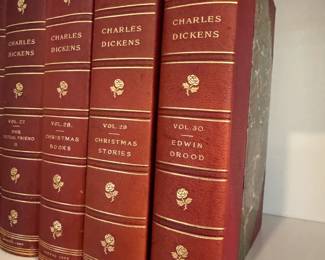 CHARLES
DICKENS
VOL. 27.
OUR
MUTUAL FRIEND
II
CHARLES
DICKENS
VOL. 28.
CHRISTMAS
BOOKS
CHARLES
DICKENS
VOL. 29
CHRISTMAS
STORIES
CHARLES
DICKENS
VOL. 30.
EDWIN
DROOD